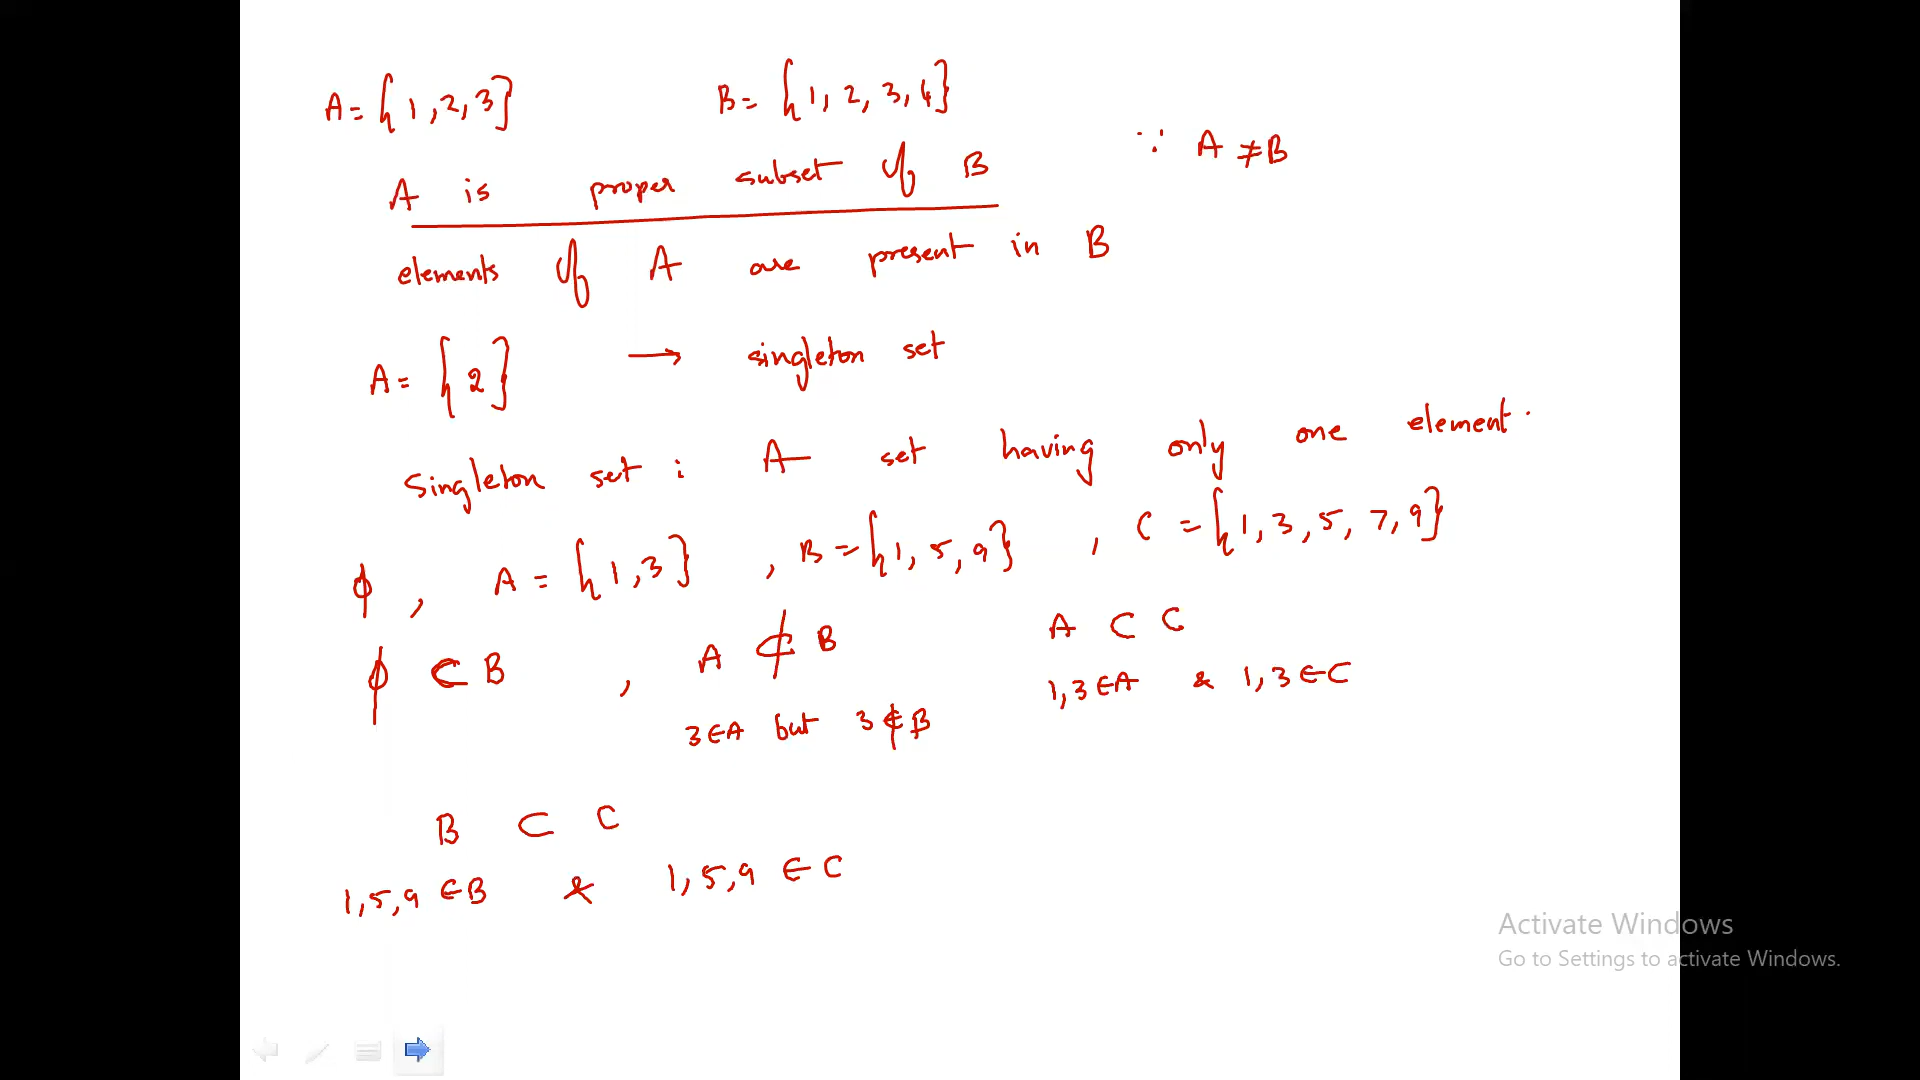 A = {1, 2, 3} B = {1, 2, 3, 4}
A is proper subset of B ∵ A ≠ B
elements of A are present in B
A = {2} → singleton set
Singleton set : A set having only one element.
ϕ , A = {1, 3} , B = {1, 5, 9} , C = {1, 3, 5, 7, 9}
ϕ ⊂ B , A ⊄ B A ⊂ C
3 ∈ A but 3 ∉ B 1, 3 ∈ A & 1, 3 ∈ C
B ⊂ C
1, 5, 9 ∈ B & 1, 5, 9 ∈ C
Activate Windows
Go to Settings to activate Windows.